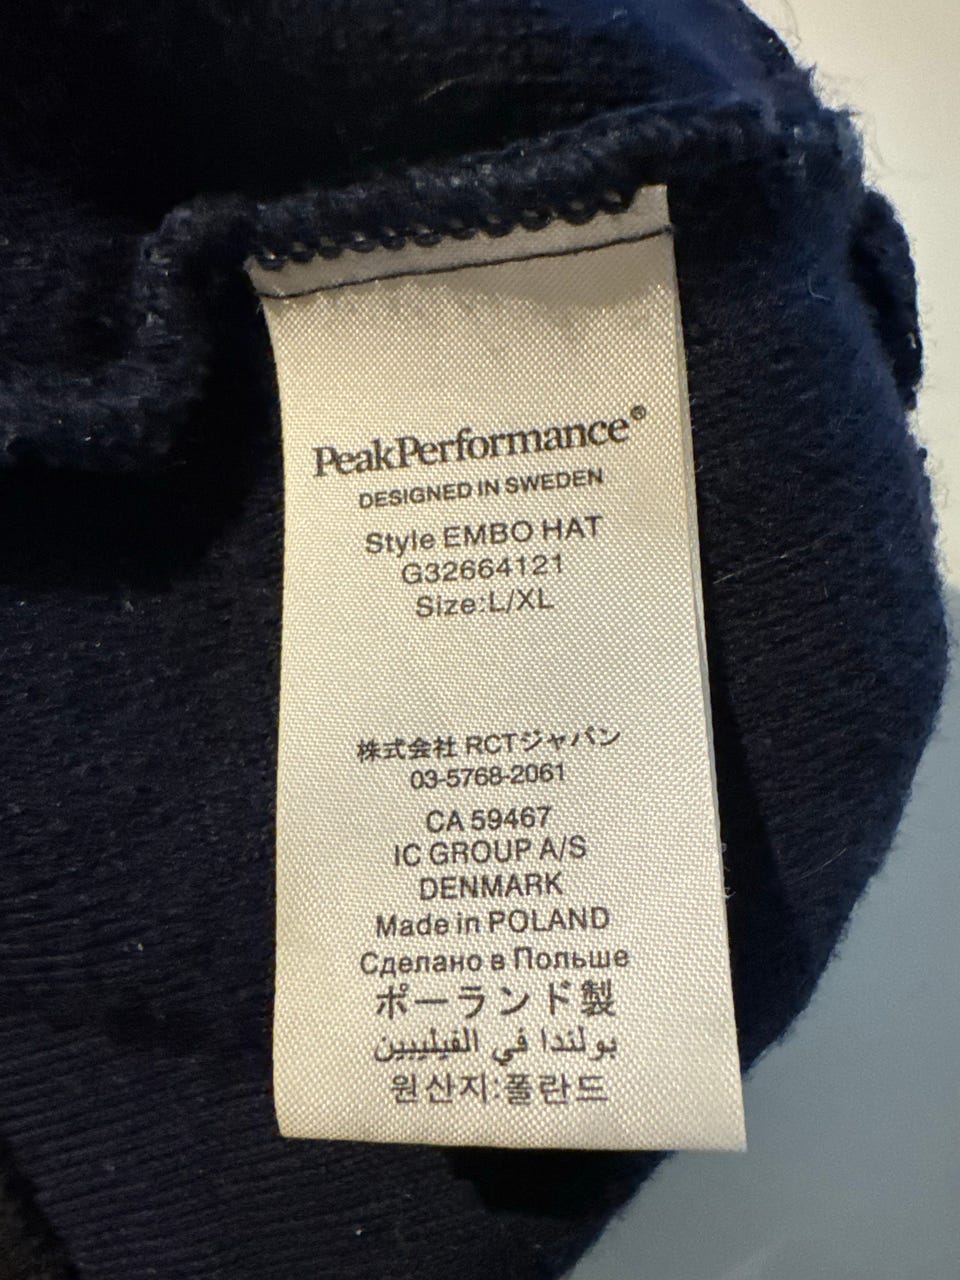 PeakPerformance®
DESIGNED IN SWEDEN
Style EMBO HAT
G32664121
Size:L/XL
株式会社 RCTジャパン
03-5768-2061
CA 59467
IC GROUP A/S
DENMARK
Made in POLAND
Сделано в Польше
ポーランド製
بولندا في الفيليبين
원산지:폴란드